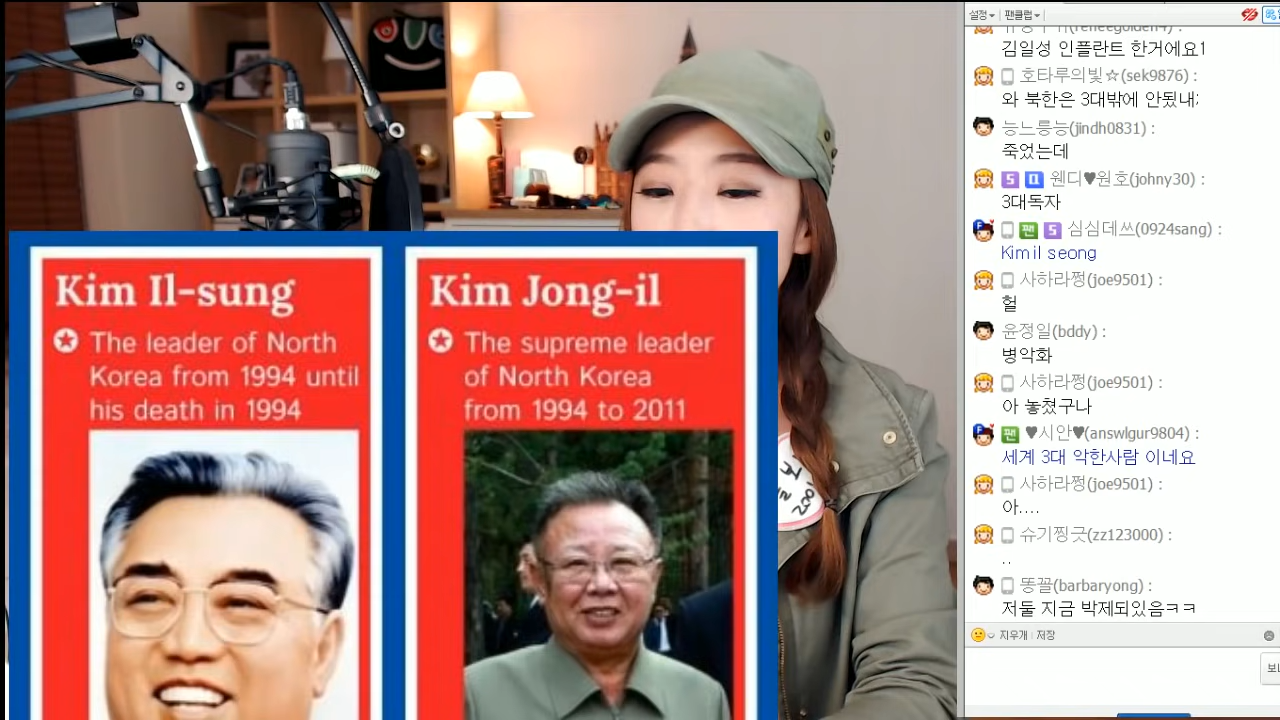 Kim Il-sung
The leader of North
Korea from 1994 until
his death in 1994
Kim Jong-il
The supreme leader
of North Korea
from 1994 to 2011
설정
팬클럽
김일성 인플란트 한거에요1
호타루의빛☆(sek9876) :
와 북한은 3대밖에 안됬내;
능느릉능(jindh0831) :
죽었는데
S Q 웬디♥원호(johny30) :
3대독자
팬 S 심심데쓰(0924sang) :
Kim il seong
사하라쩡(joe9501) :
헐
윤정일(bddy) :
병악화
사하라쩡(joe9501) :
아 놓쳤구나
팬 ♥시안♥(answlgur9804) :
세계 3대 악한사람 이네요
사하라쩡(joe9501) :
아....
슈기찡긋(zz123000) :
..
똥꼴(barbaryong) :
저둘 지금 박제되있음ㅋㅋ
지우개 | 저장